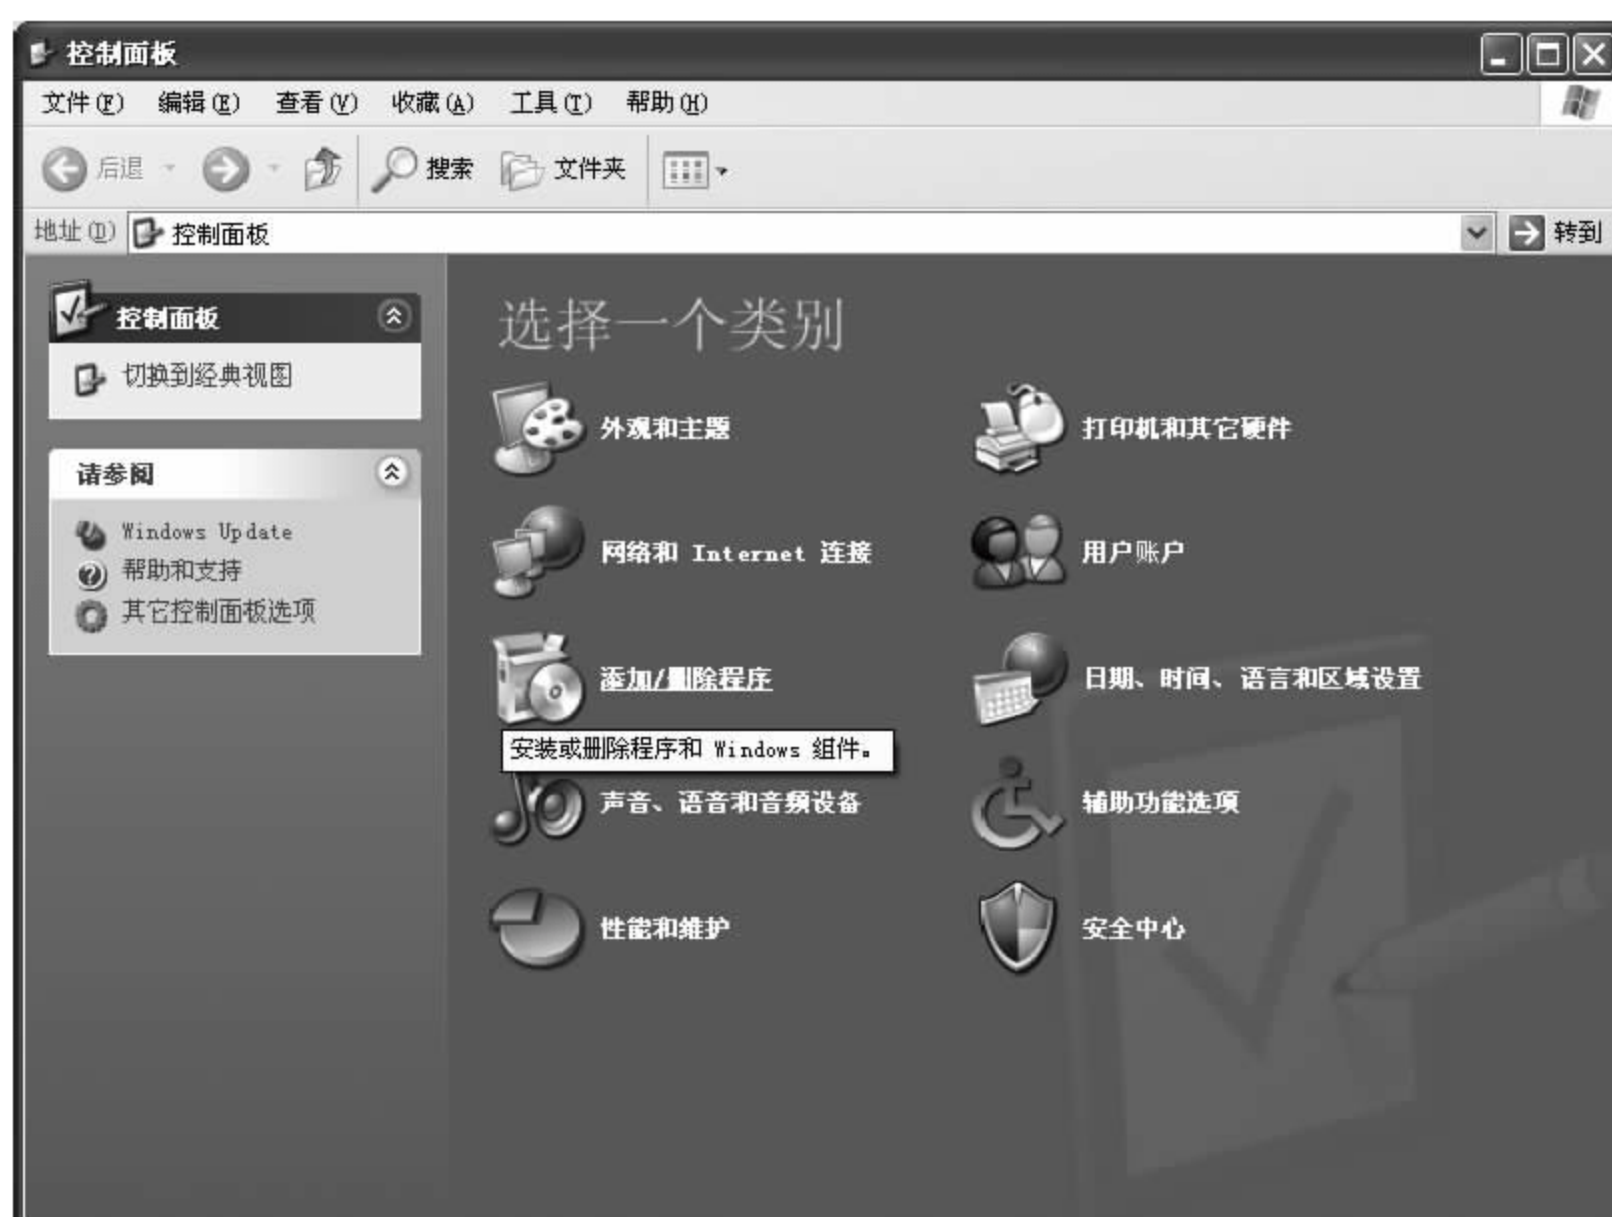 控制面板
文件(F) 编辑(E) 查看(V) 收藏(A) 工具(T) 帮助(H)
后退 搜索 文件夹
地址(D) 控制面板 转到
控制面板
切换到经典视图
请参阅
Windows Update
帮助和支持
其它控制面板选项
选择一个类别
外观和主题 打印机和其它硬件
网络和 Internet 连接 用户账户
添加/删除程序 日期、时间、语言和区域设置
安装或删除程序和 Windows 组件。
声音、语音和音频设备 辅助功能选项
性能和维护 安全中心